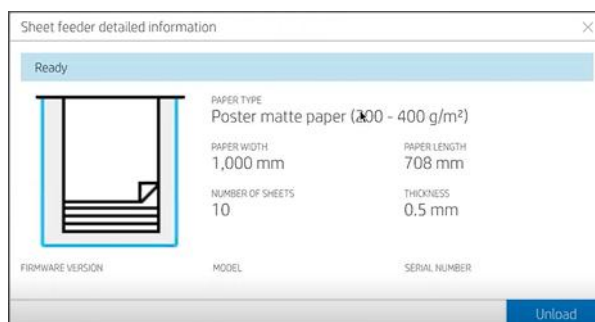 Sheet feeder detailed information
Ready
PAPER TYPE
Poster matte paper (200 - 400 g/m²)
PAPER WIDTH
PAPER LENGTH
1,000 mm
708 mm
NUMBER OF SHEETS
THICKNESS
10
0.5 mm
FIRMWARE VERSION
MODEL
SERIAL NUMBER
Unload